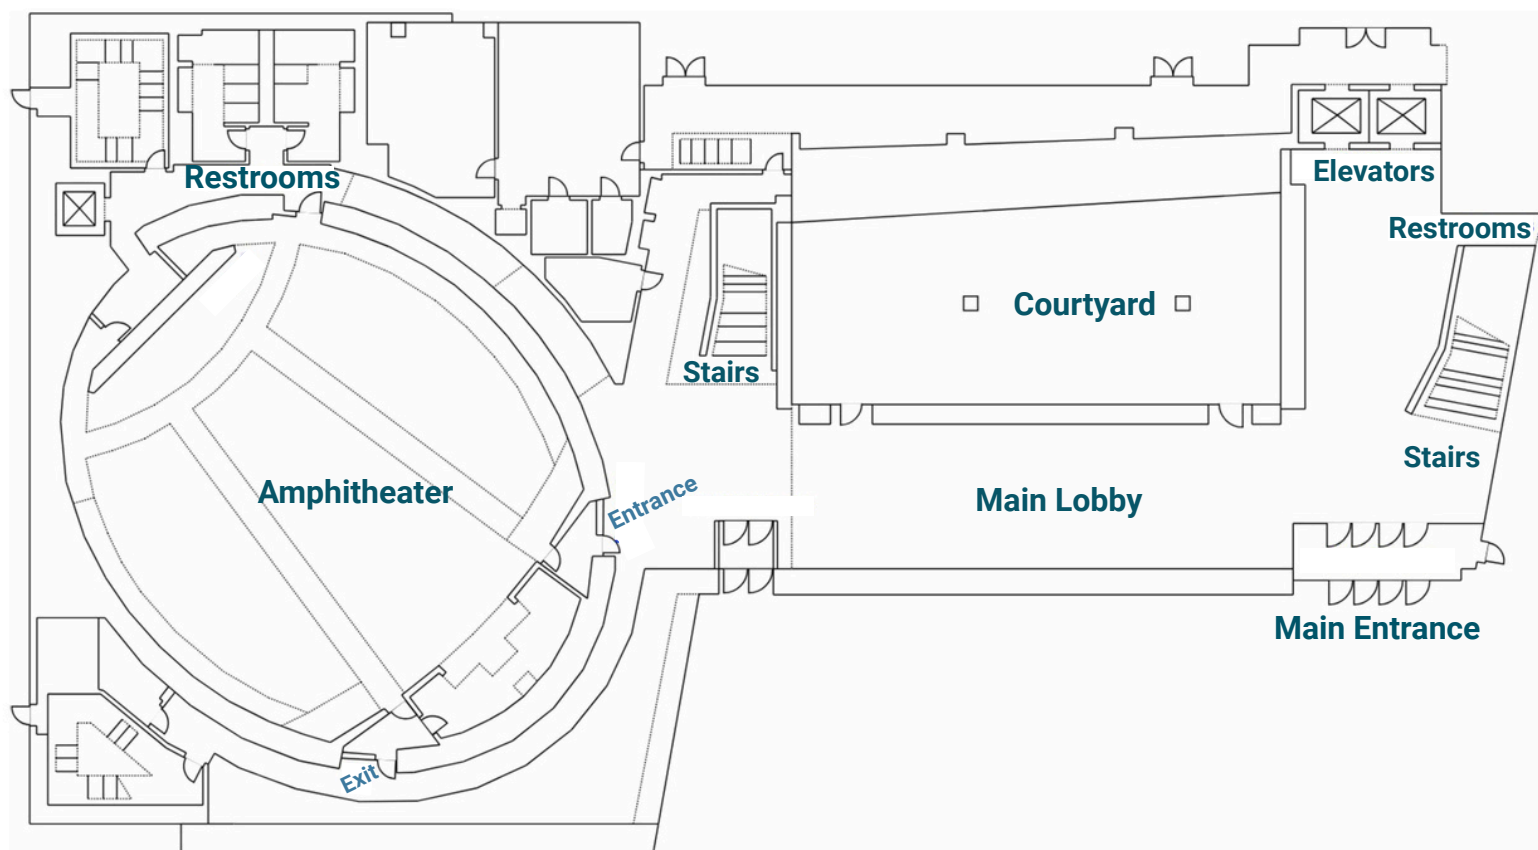 Restrooms
Elevators
Restrooms
Courtyard
Stairs
Stairs
Amphitheater
Entrance
Main Lobby
Main Entrance
Exit